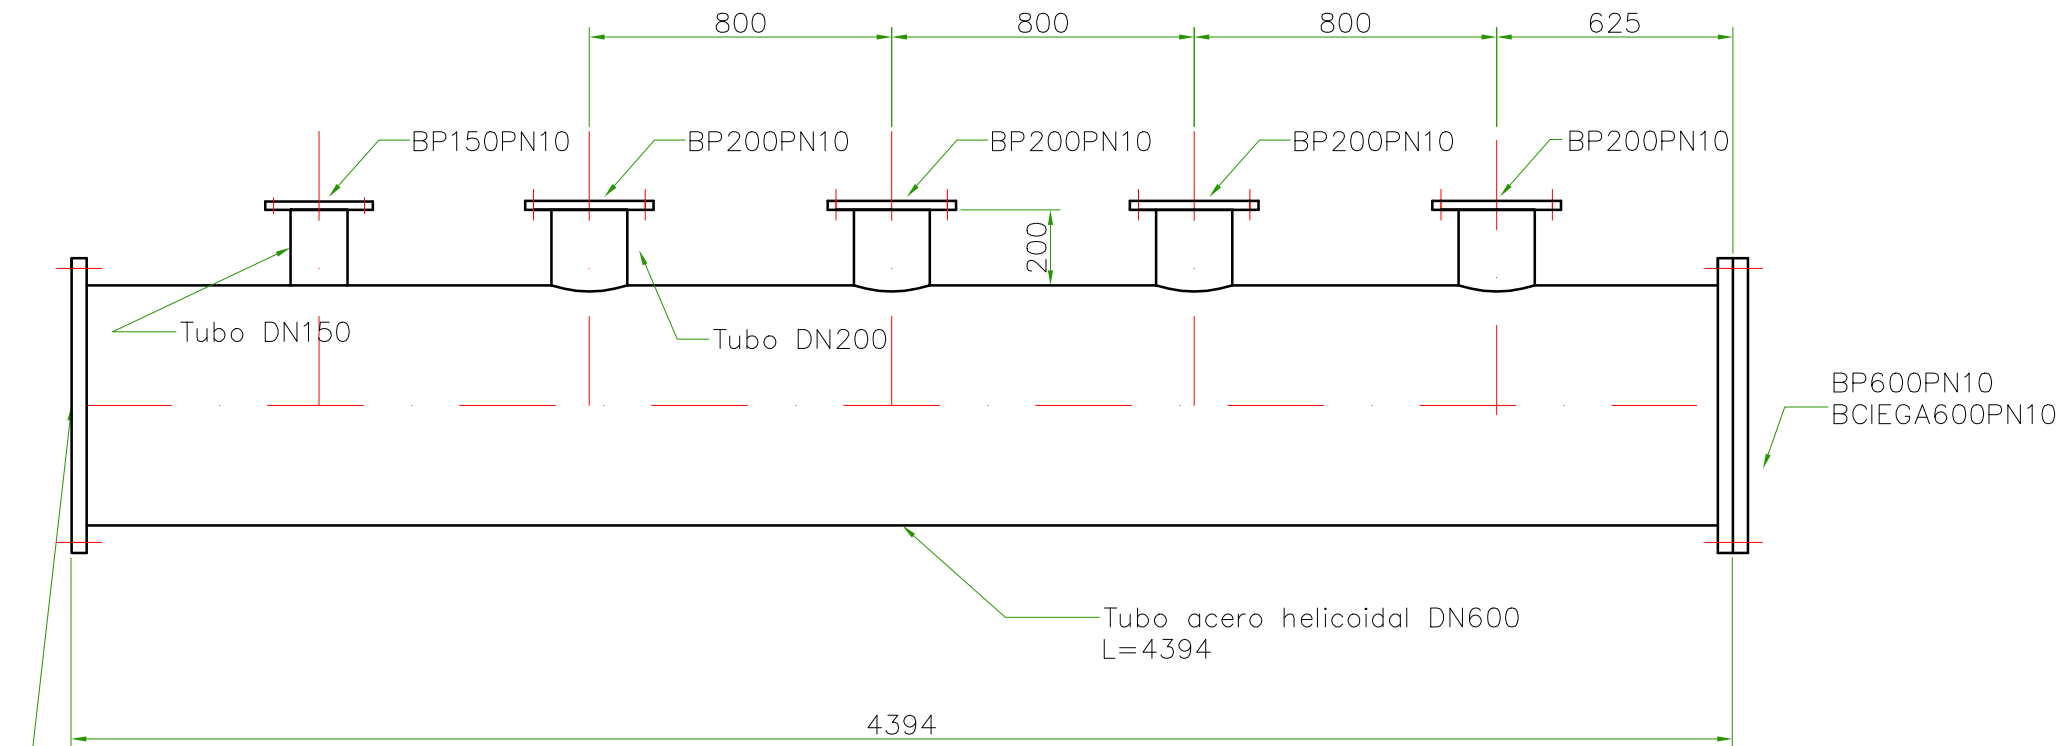 800
800
800
625
BP150PN10
BP200PN10
BP200PN10
BP200PN10
BP200PN10
200
Tubo DN150
Tubo DN200
BP600PN10
BCIEGA600PN10
Tubo acero helicoidal DN600
L=4394
4394